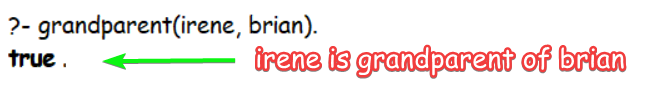 ?- grandparent(irene, brian).
true . irene is grandparent of brian